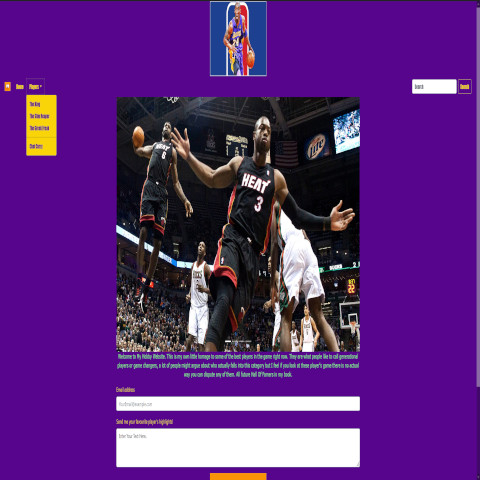 Home
Players
Search
Search
The King
The Slim Reaper
The Greek Freak
Chef Curry
HEAT
6
HEAT
3
Miller
BUCKS
Welcome to My Hobby Website. This is my own little homage to some of the best players in the game right now. They are what people like to call generational
players or game changers, a lot of people might argue about who actually falls into this category but I feel if you look at these player's game there is no actual
way you can dispute any of them. All future Hall Of Famers in my book.
Email address
Send me your favorite player's highlights!
Enter Your Text Here.